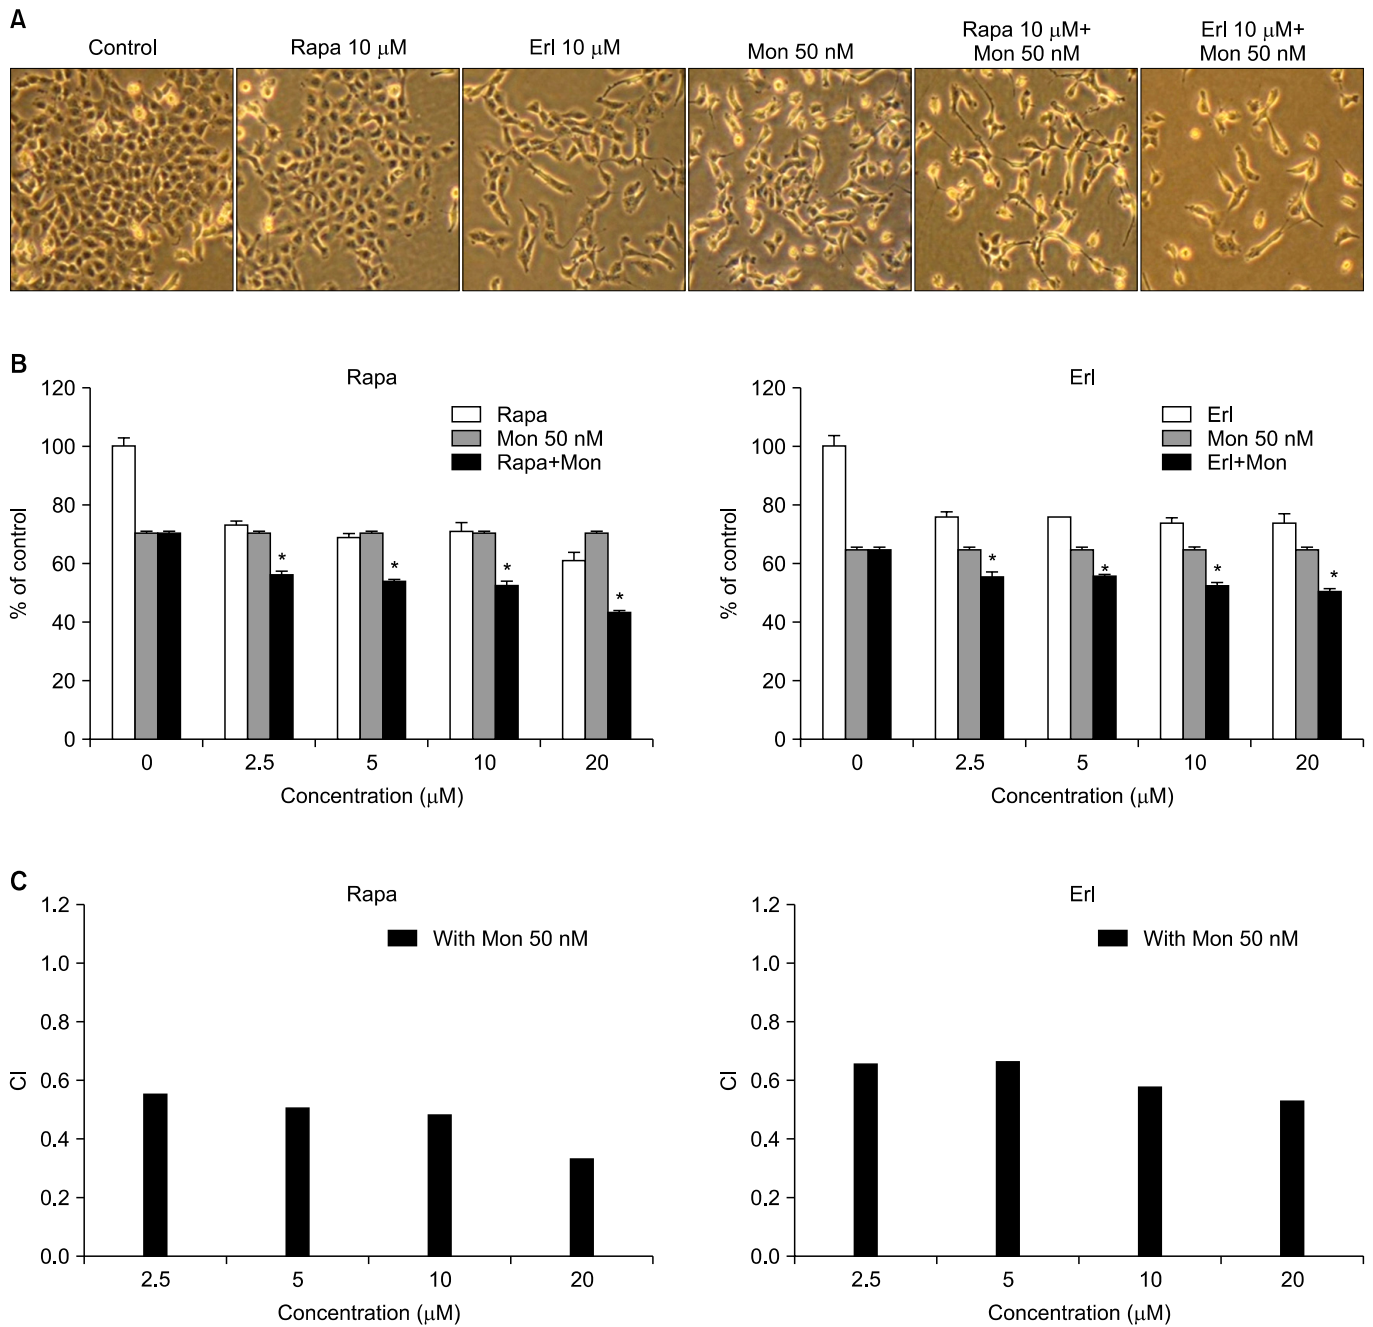 A
Control
Rapa 10 μM
Erl 10 μM
Mon 50 nM
Rapa 10 μM+
Mon 50 nM
Erl 10 μM+
Mon 50 nM
B
Rapa
120
100
80
60
40
20
0
% of control
Rapa
Mon 50 nM
Rapa+Mon
*
*
*
*
0
2.5
5
10
20
Concentration (μM)
Erl
120
100
80
60
40
20
0
% of control
Erl
Mon 50 nM
Erl+Mon
*
*
*
*
0
2.5
5
10
20
Concentration (μM)
C
Rapa
1.2
1.0
0.8
0.6
0.4
0.2
0.0
CI
With Mon 50 nM
2.5
5
10
20
Concentration (μM)
Erl
1.2
1.0
0.8
0.6
0.4
0.2
0.0
CI
With Mon 50 nM
2.5
5
10
20
Concentration (μM)